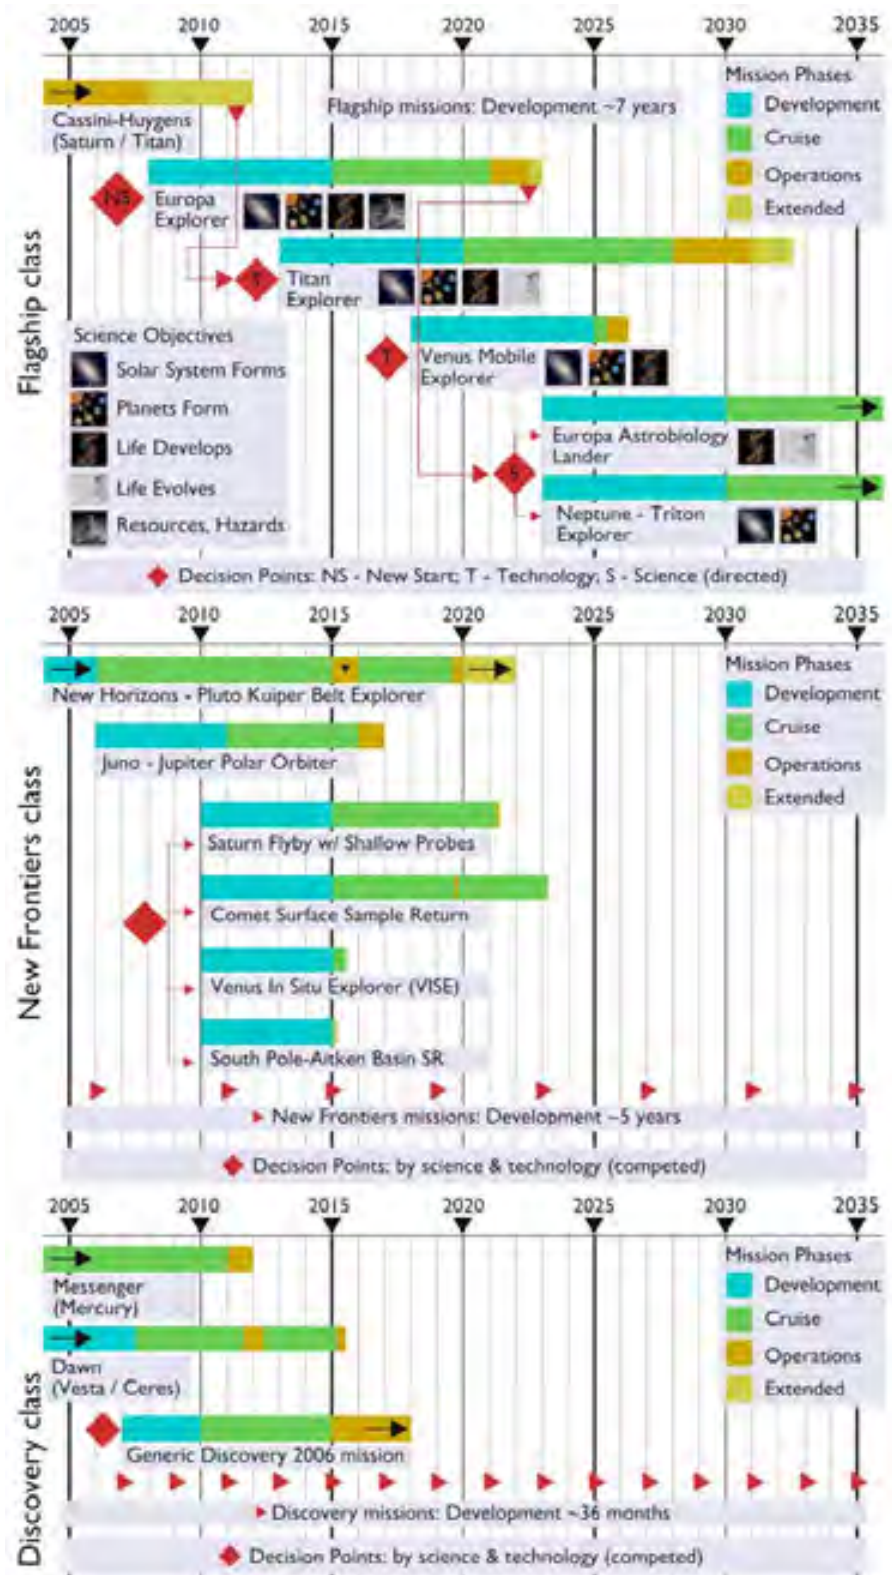 2005 2010 2015 2020 2025 2030 2035
Mission Phases
Development
Cruise
Operations
Extended
Flagship missions: Development ~7 years
Cassini-Huygens
(Saturn / Titan)
NS
Europa
Explorer
T
Titan
Explorer
T
Venus Mobile
Explorer
Flagship class
Science Objectives
Solar System Forms
Planets Form
Life Develops
Life Evolves
Resources, Hazards
S
Europa Astrobiology
Lander
Neptune - Triton
Explorer
Decision Points: NS - New Start; T - Technology; S - Science (directed)
2005 2010 2015 2020 2025 2030 2035
Mission Phases
Development
Cruise
Operations
Extended
New Horizons - Pluto Kuiper Belt Explorer
Juno - Jupiter Polar Orbiter
Saturn Flyby w/ Shallow Probes
Comet Surface Sample Return
Venus In Situ Explorer (VISE)
South Pole-Aitken Basin SR
New Frontiers class
New Frontiers missions: Development ~5 years
Decision Points: by science & technology (competed)
2005 2010 2015 2020 2025 2030 2035
Mission Phases
Development
Cruise
Operations
Extended
Messenger
(Mercury)
Dawn
(Vesta / Ceres)
Generic Discovery 2006 mission
Discovery class
Discovery missions: Development ~36 months
Decision Points: by science & technology (competed)